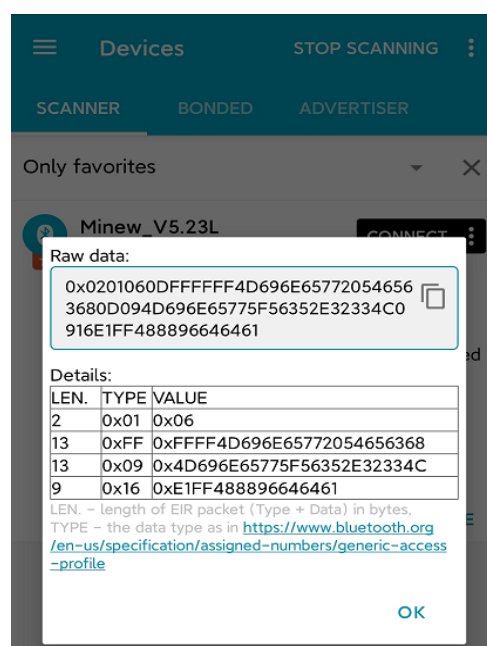 Devices STOP SCANNING
SCANNER BONDED ADVERTISER
Only favorites
Minew_V5.23L
CONNECT
Raw data:
0x0201060DFFFFFF4D696E65772054656
3680D094D696E65775F56352E32334C0
916E1FF488896646461
Details:
LEN. TYPE VALUE
2 0x01 0x06
13 0xFF 0xFFFF4D696E65772054656368
13 0x09 0x4D696E65775F56352E32334C
9 0x16 0xE1FF488896646461
LEN. – length of EIR packet (Type + Data) in bytes,
TYPE – the data type as in https://www.bluetooth.org
/en-us/specification/assigned-numbers/generic-access
-profile
OK